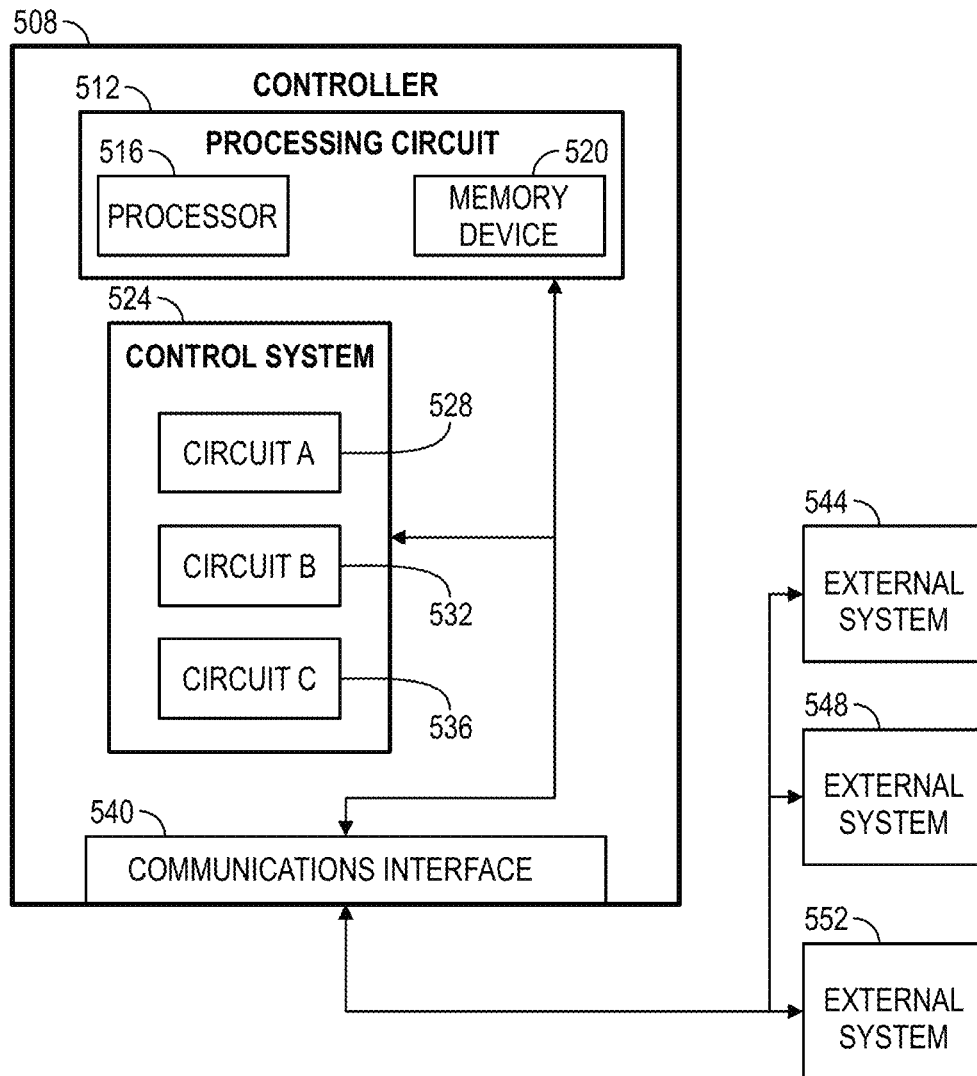 508
CONTROLLER
512
PROCESSING CIRCUIT
516
PROCESSOR
520
MEMORY
DEVICE
524
CONTROL SYSTEM
CIRCUIT A
528
CIRCUIT B
532
CIRCUIT C
536
540
COMMUNICATIONS INTERFACE
544
EXTERNAL
SYSTEM
548
EXTERNAL
SYSTEM
552
EXTERNAL
SYSTEM